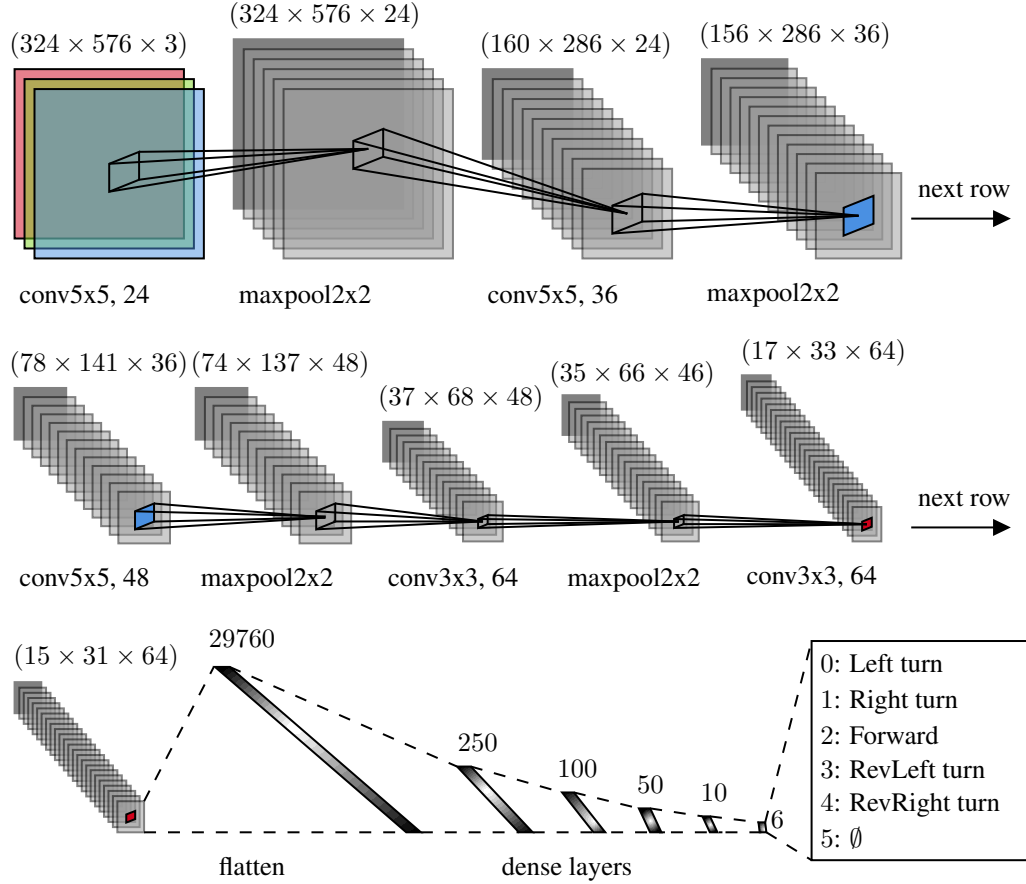 (324 × 576 × 3)
(324 × 576 × 24)
(160 × 286 × 24)
(156 × 286 × 36)
next row
conv5x5, 24
maxpool2x2
conv5x5, 36
maxpool2x2
(78 × 141 × 36)
(74 × 137 × 48)
(37 × 68 × 48)
(35 × 66 × 46)
(17 × 33 × 64)
next row
conv5x5, 48
maxpool2x2
conv3x3, 64
maxpool2x2
conv3x3, 64
(15 × 31 × 64)
29760
250
100
50
10
6
0: Left turn
1: Right turn
2: Forward
3: RevLeft turn
4: RevRight turn
5: ∅
flatten
dense layers